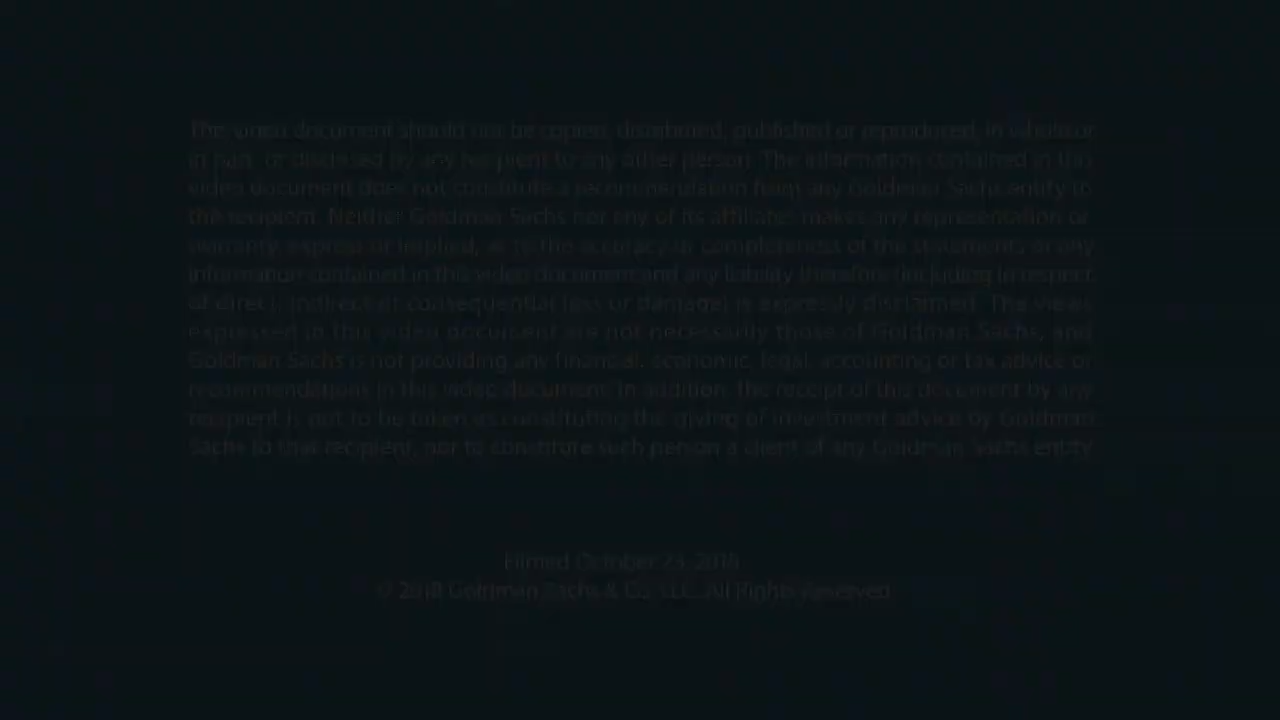 This video document should not be copied, distributed, published or reproduced, in whole or
in part, or disclosed by any recipient to any other person. The information contained in this
video document does not constitute a recommendation from any Goldman Sachs entity to
the recipient. Neither Goldman Sachs nor any of its affiliates makes any representation or
warranty, express or implied, as to the accuracy or completeness of the statements or any
information contained in this video document and any liability therefore (including in respect
of direct, indirect or consequential loss or damage) is expressly disclaimed. The views
expressed in this video document are not necessarily those of Goldman Sachs, and
Goldman Sachs is not providing any financial, economic, legal, accounting or tax advice or
recommendations in this video document. In addition, the receipt of this document by any
recipient is not to be taken as constituting the giving of investment advice by Goldman
Sachs to that recipient, nor to constitute such person a client of any Goldman Sachs entity.
Filmed October 2018
© 2018 Goldman Sachs & Co. LLC. All Rights Reserved.